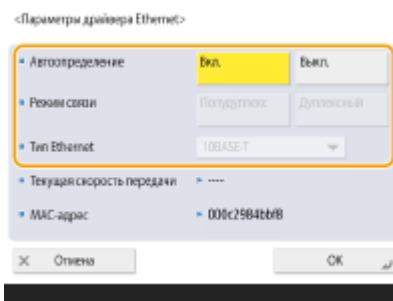 <Параметры драйвера Ethernet>
Автоопределение Вкл. Выкл.
Режим связи Полудуплекс Дуплексный
Тип Ethernet 10BASE-T
Текущая скорость передачи ----
MAC-адрес 000c2984bbf8
Отмена OK